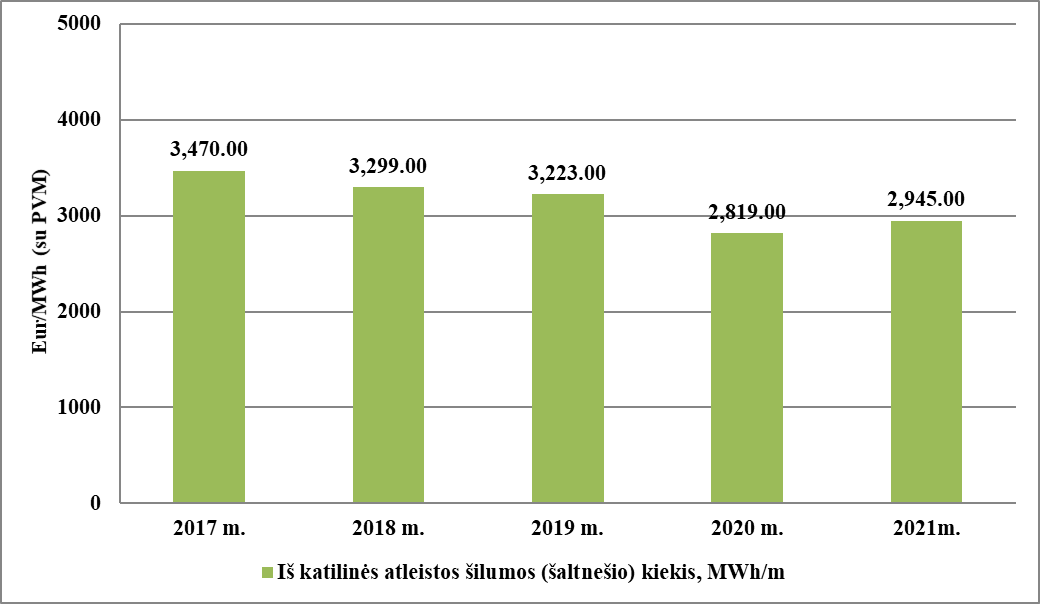 5000
4000
3000
2000
1000
0
Eur/MWh (su PVM)
3,470.00
3,299.00
3,223.00
2,819.00
2,945.00
2017 m.
2018 m.
2019 m.
2020 m.
2021m.
Iš katilinės atleistos šilumos (šaltnešio) kiekis, MWh/m